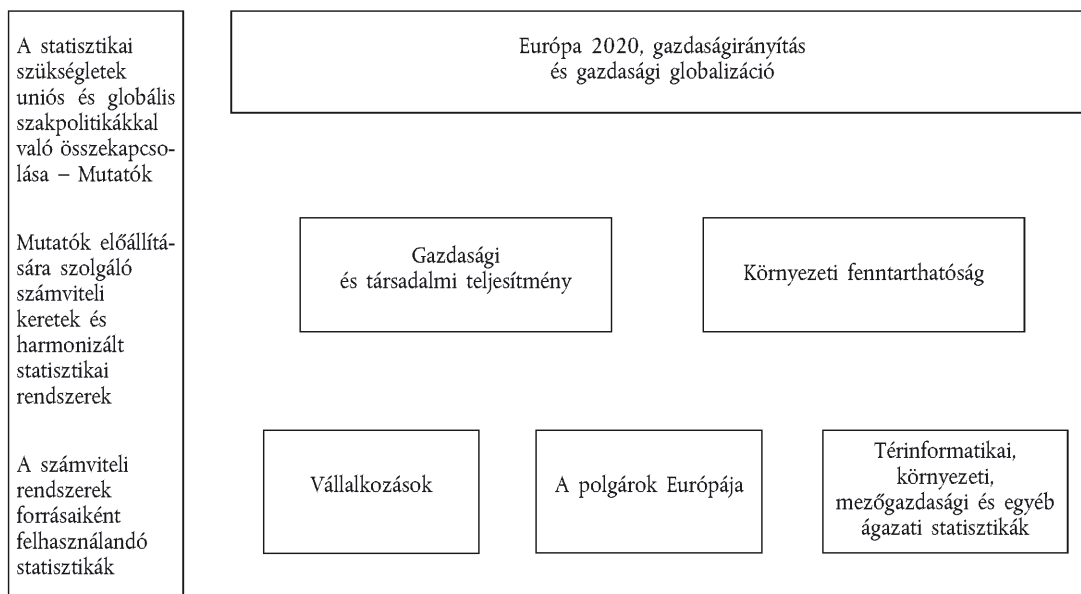 A statisztikai
szükségletek
uniós és globális
szakpolitikákkal
való összekapcso-
lása – Mutatók
Európa 2020, gazdaságirányítás
és gazdasági globalizáció
Mutatók előállítá-
sára szolgáló
számviteli
keretek és
harmonizált
statisztikai
rendszerek
Gazdasági
és társadalmi teljesítmény
Környezeti fenntarthatóság
A számviteli
rendszerek
forrásaiként
felhasználandó
statisztikák
Vállalkozások
A polgárok Európája
Térinformatikai,
környezeti,
mezőgazdasági és egyéb
ágazati statisztikák